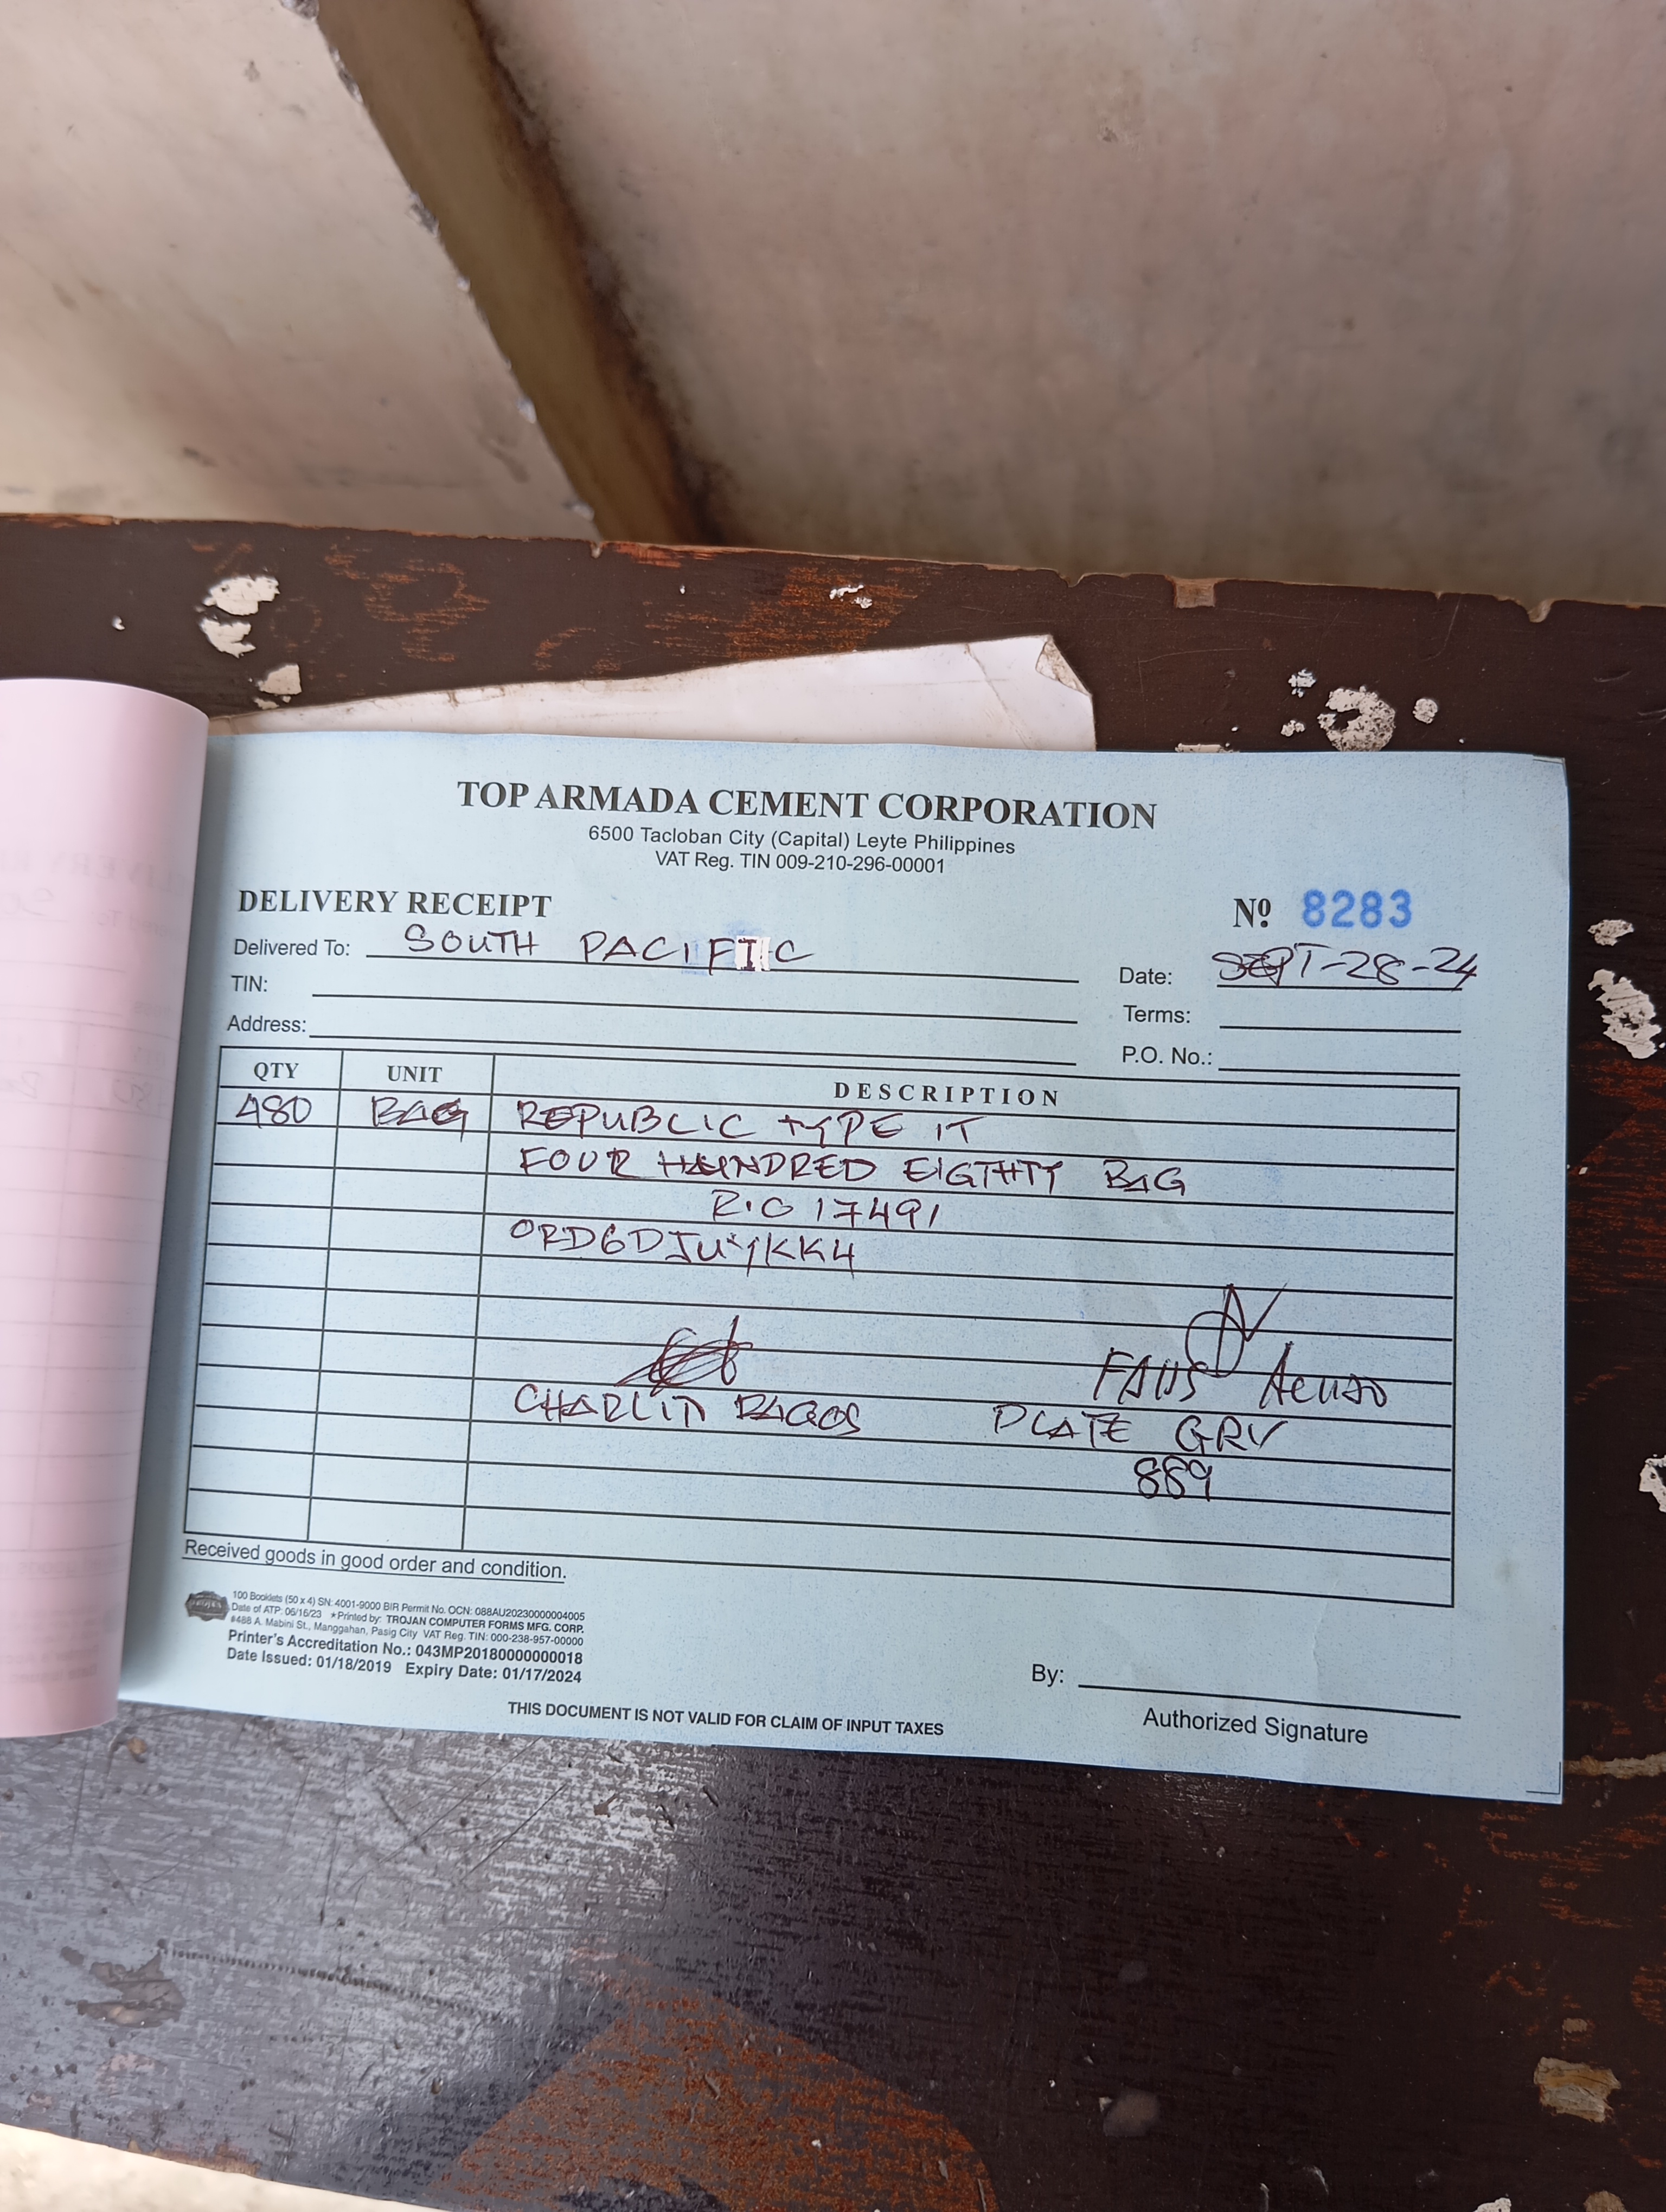 TOP ARMADA CEMENT CORPORATION
6500 Tacloban City (Capital) Leyte Philippines
VAT Reg. TIN 009-210-296-00001
DELIVERY RECEIPT
Nº 8283
Delivered To: SOUTH PACIFIC
Date: SEPT-28-24
TIN:
Terms:
Address:
P.O. No.:
QTY UNIT DESCRIPTION
480 BAG REPUBLIC TYPE IT
FOUR HUNDRED EIGTHTY BAG
R.O 17491
ORD6DJUYKKK4
CHARLITO
PLATE GRV
889
Received goods in good order and condition.
100 Booklets (50 x 4) SN: 4001-9000 BIR Permit No. OCN: 088AU20230000004005
Date of ATP: 06/16/23 *Printed by: TROJAN COMPUTER FORMS MFG. CORP.
#488 A. Mabini St., Manggahan, Pasig City VAT Reg. TIN: 000-238-957-00000
Printer's Accreditation No.: 043MP20180000000018
Date Issued: 01/18/2019 Expiry Date: 01/17/2024
By:
Authorized Signature
THIS DOCUMENT IS NOT VALID FOR CLAIM OF INPUT TAXES